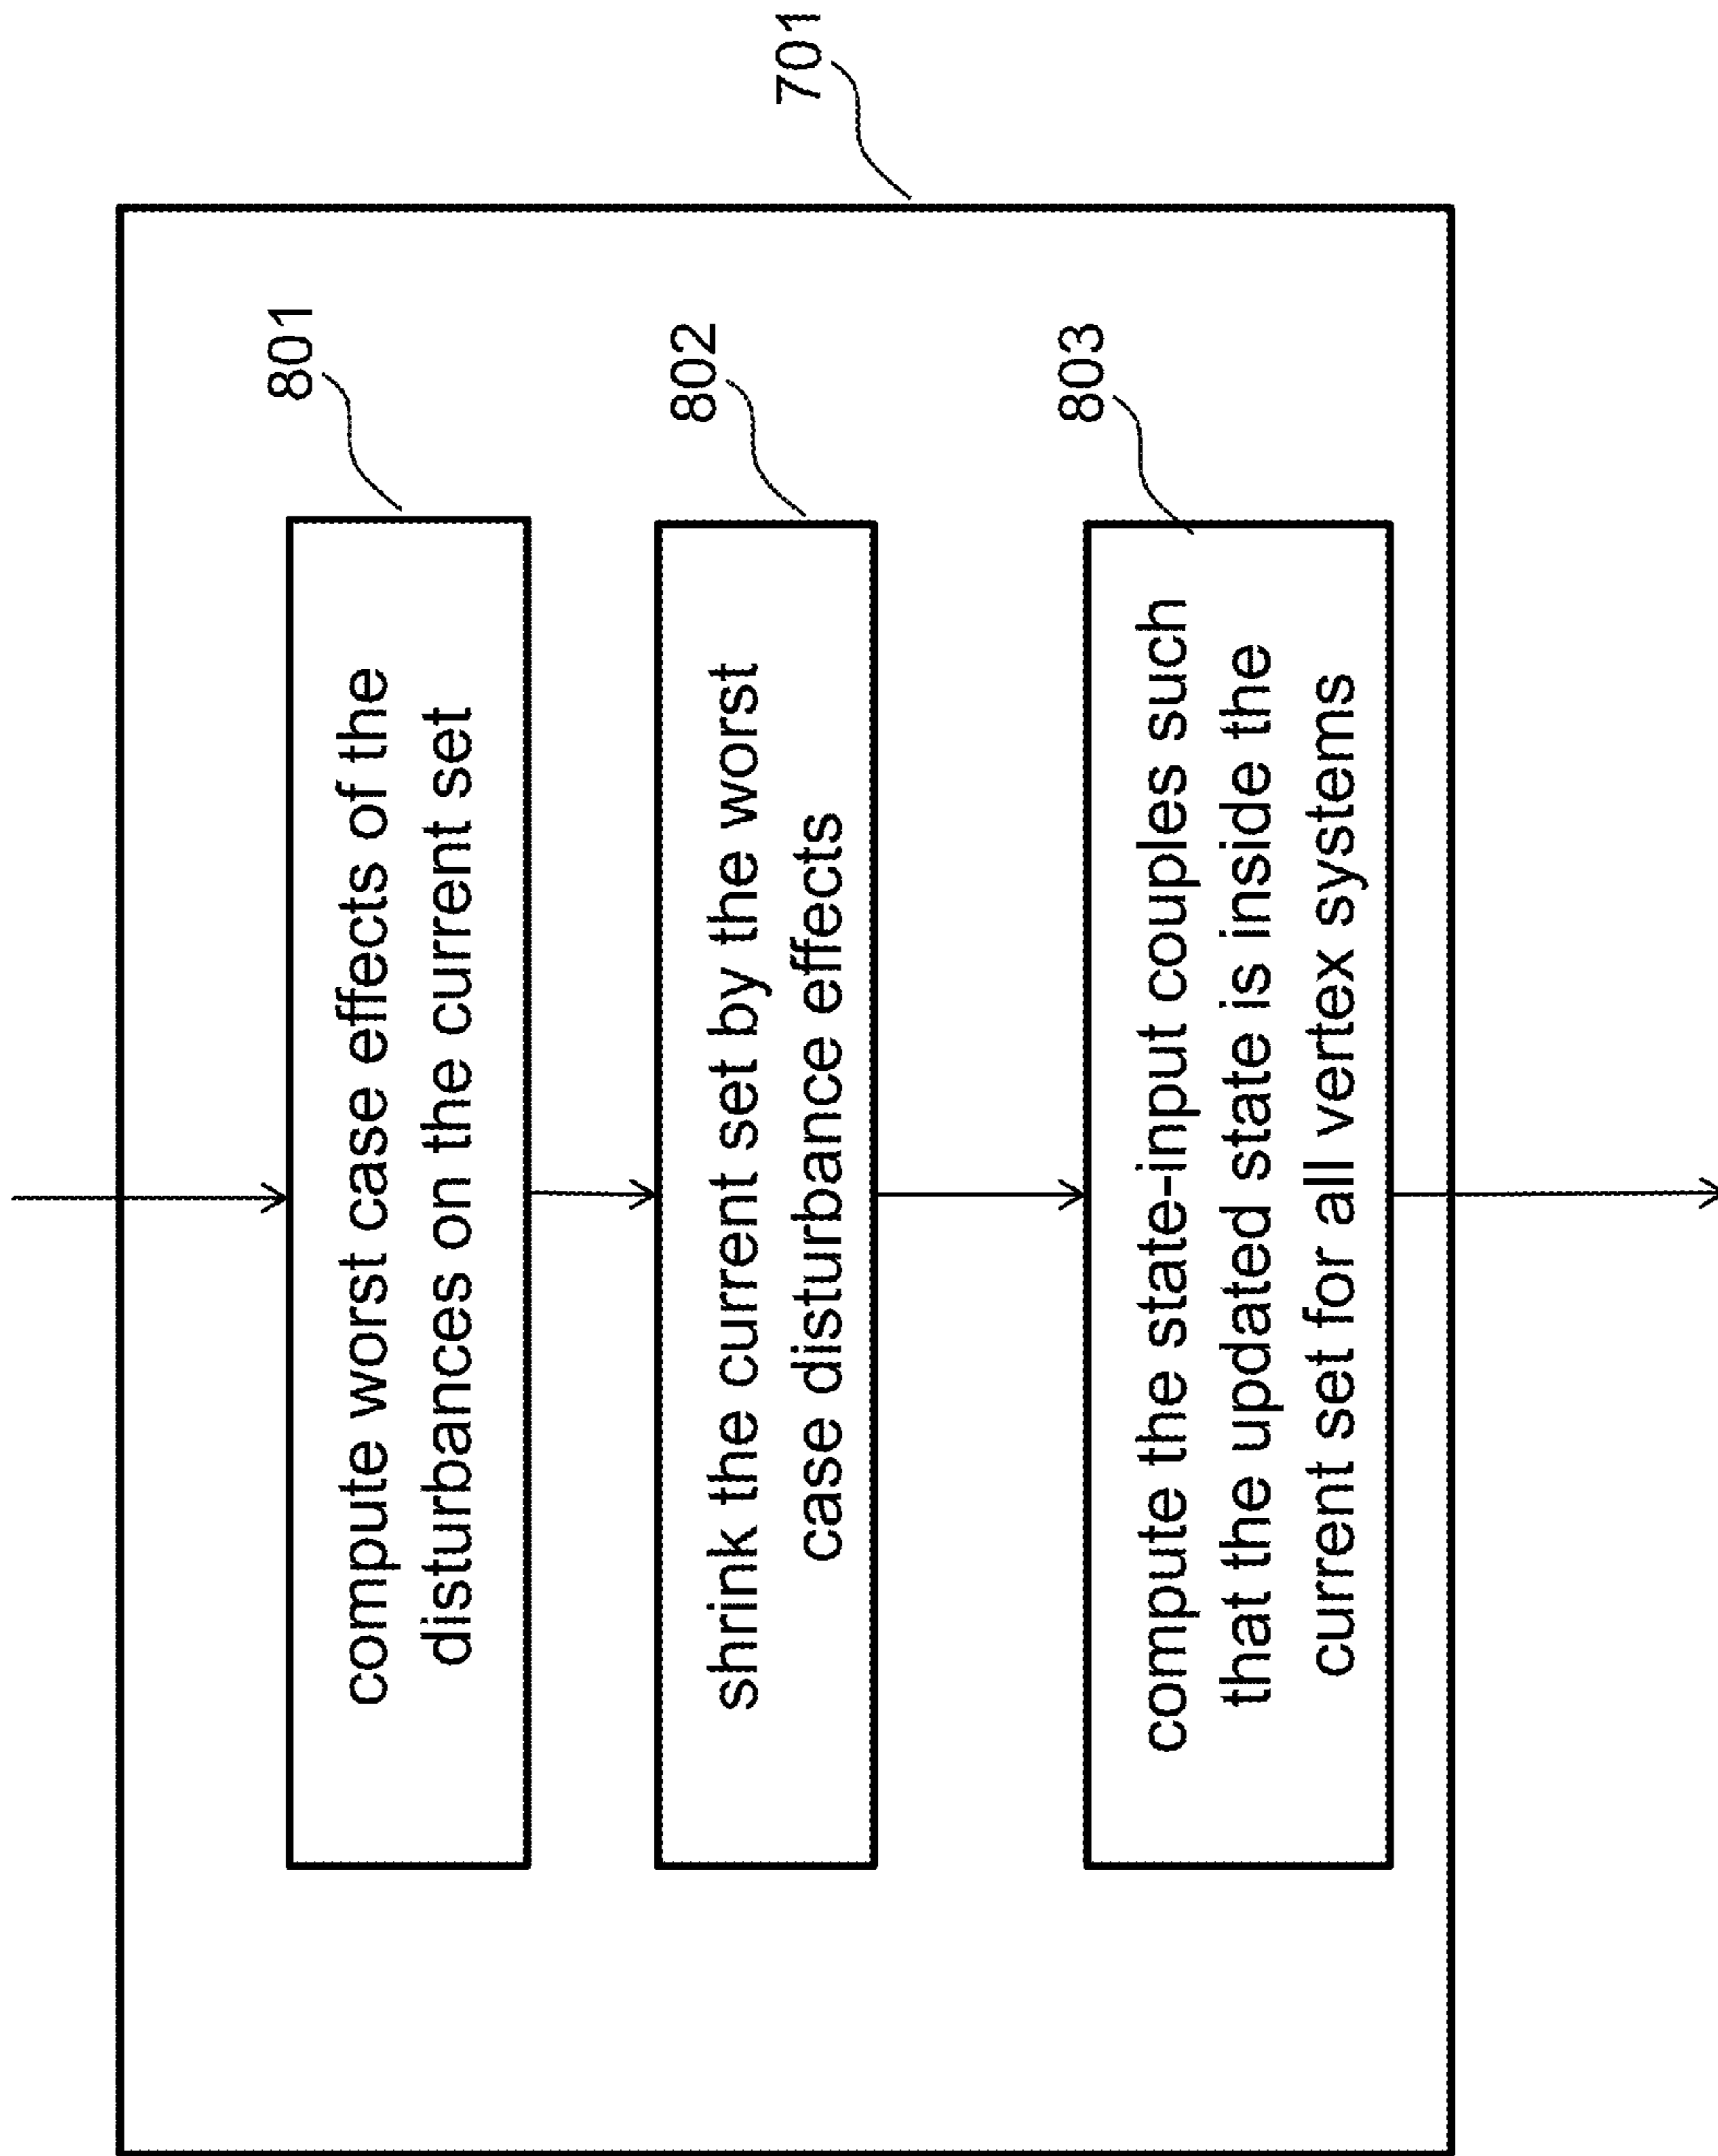 701
801
compute worst case effects of the
disturbances on the current set
802
shrink the current set by the worst
case disturbance effects
803
compute the state-input couples such
that the updated state is inside the
current set for all vertex systems